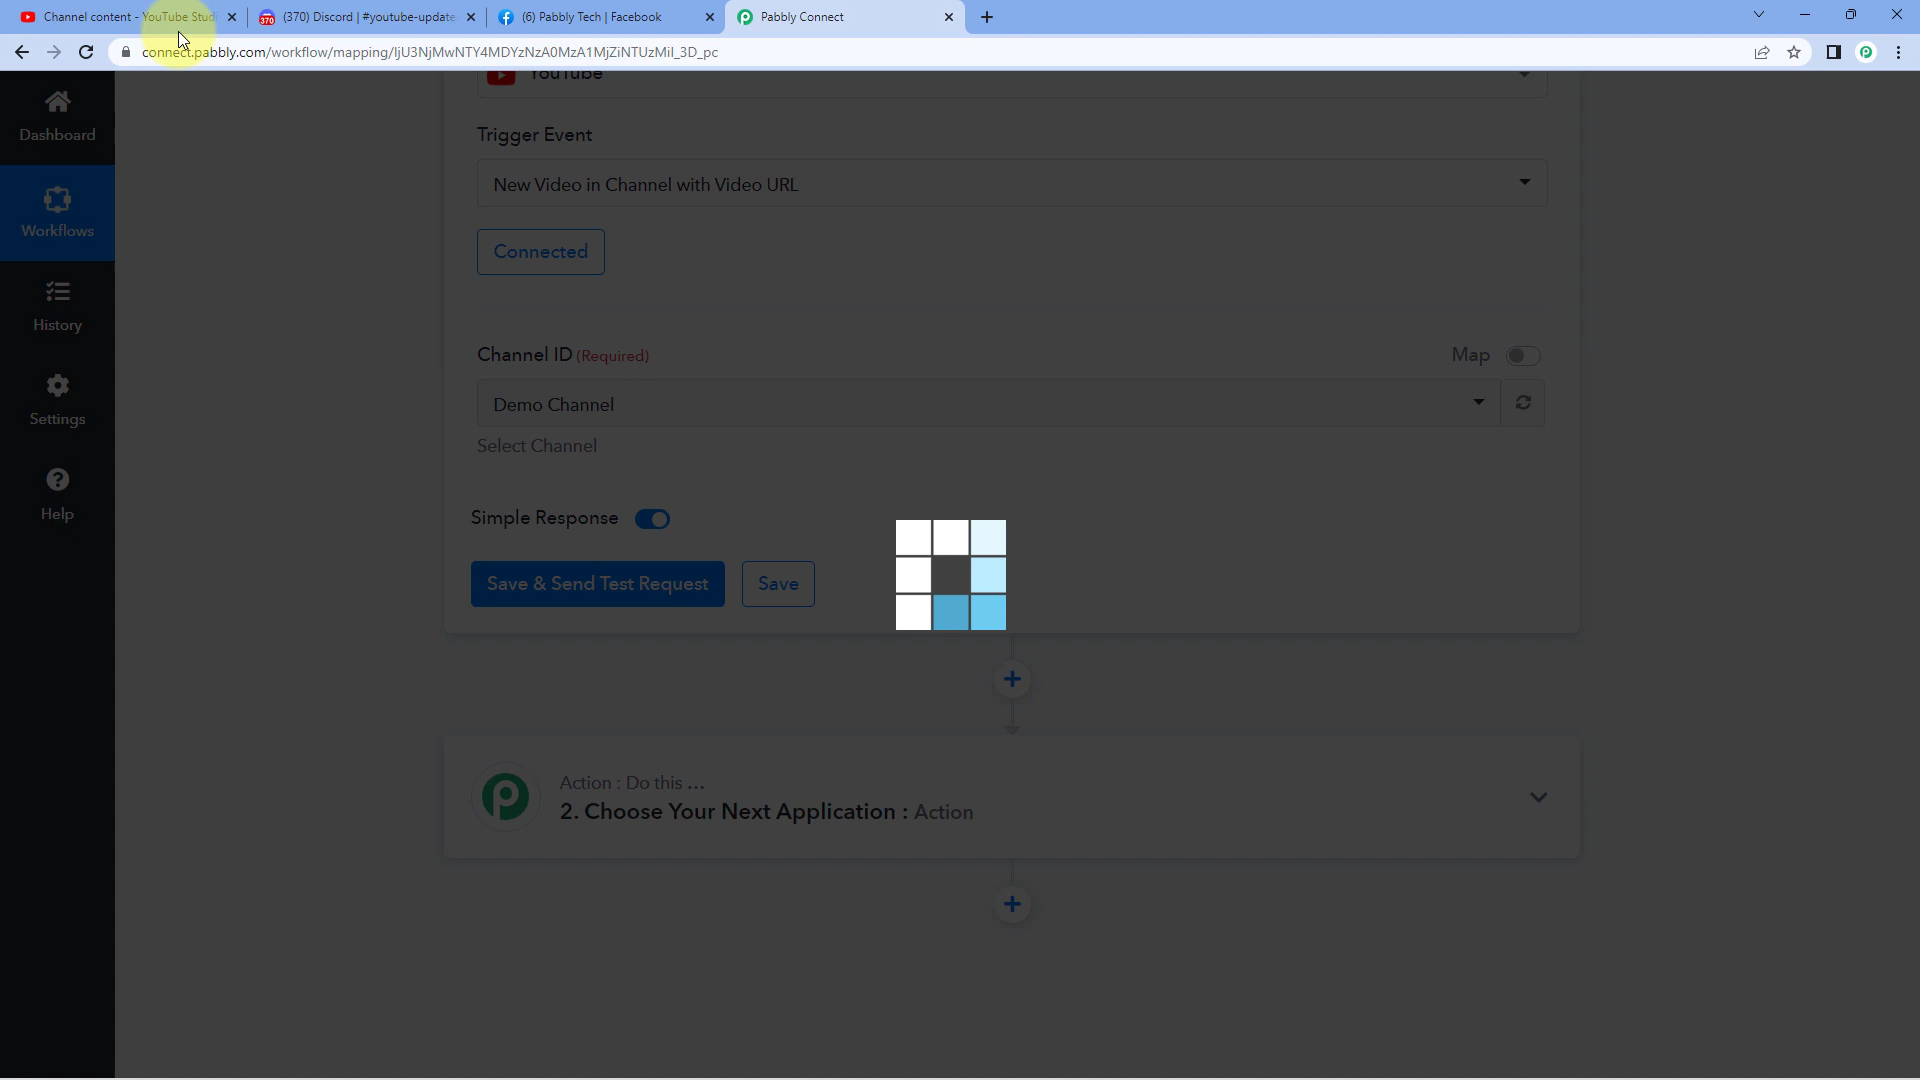 Channel content - YouTube Studi
(370) Discord | #youtube-update
(6) Pabbly Tech | Facebook
Pabbly Connect
connect.pabbly.com/workflow/mapping/IjU3NjMwNTY4MDYzNzA0MzA1MjZiNTUzMiI_3D_pc
YouTube
Dashboard
Trigger Event
New Video in Channel with Video URL
Workflows
Connected
History
Channel ID (Required)
Map
Demo Channel
Settings
Select Channel
Help
Simple Response
Save & Send Test Request
Save
Action : Do this ...
2. Choose Your Next Application : Action